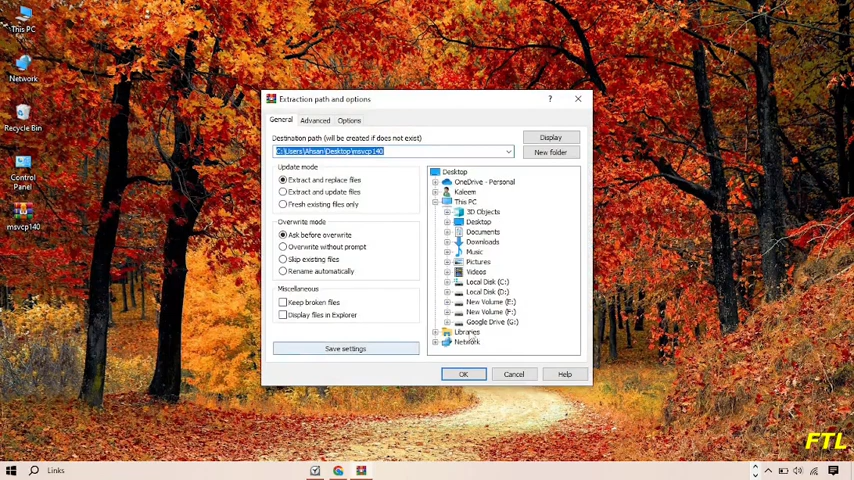 This PC
Network
Recycle Bin
Control
Panel
msvcp140
Extraction path and options
?
General
Advanced
Options
Destination path (will be created if does not exist)
C:\Users\Ahsan\Desktop\msvcp140
Display
New folder
Update mode
Extract and replace files
Extract and update files
Fresh existing files only
Overwrite mode
Ask before overwrite
Overwrite without prompt
Skip existing files
Rename automatically
Miscellaneous
Keep broken files
Display files in Explorer
Save settings
Desktop
OneDrive - Personal
Kaleem
This PC
3D Objects
Desktop
Documents
Downloads
Music
Pictures
Videos
Local Disk (C:)
Local Disk (D:)
New Volume (E:)
New Volume (F:)
Google Drive (G:)
Libraries
Network
OK
Cancel
Help
FTL
Links